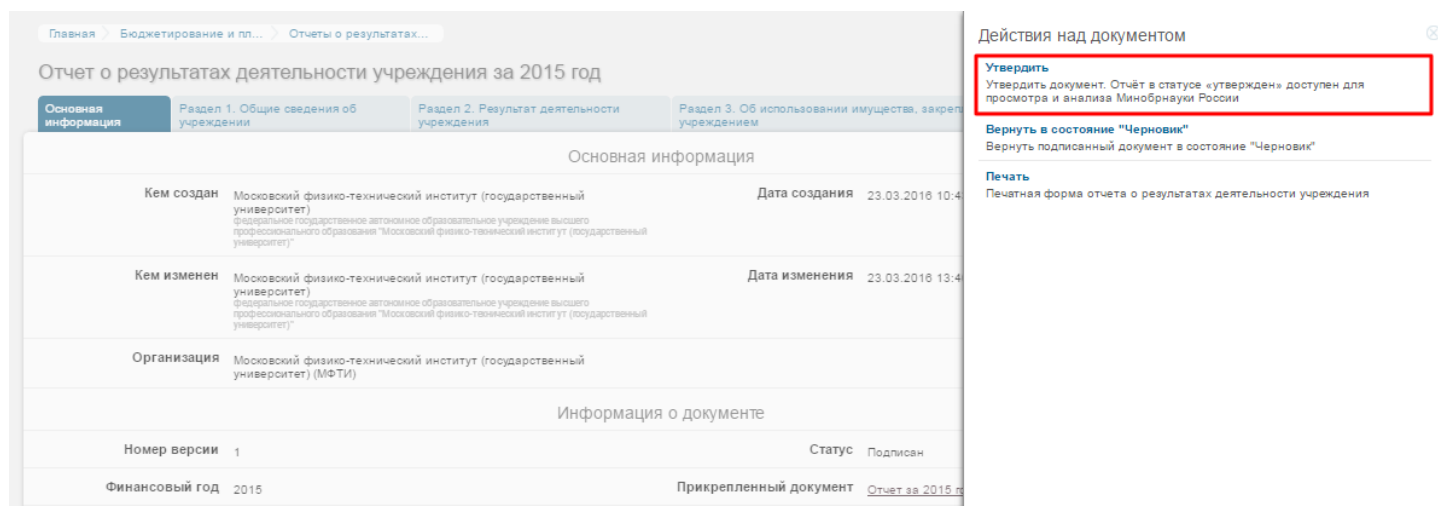 Главная Бюджетирование и пл... Отчеты о результатах...
Отчет о результатах деятельности учреждения за 2015 год
Основная информация
Раздел 1. Общие сведения об учреждении
Раздел 2. Результат деятельности учреждения
Раздел 3. Об использовании имущества, закрепл
учреждением
Основная информация
Кем создан
Московский физико-технический институт (государственный
университет)
федеральное государственное автономное образовательное учреждение высшего
профессионального образования "Московский физико-технический институт (государственный
университет)"
Дата создания 23.03.2016 10:4
Кем изменен
Московский физико-технический институт (государственный
университет)
федеральное государственное автономное образовательное учреждение высшего
профессионального образования "Московский физико-технический институт (государственный
университет)"
Дата изменения 23.03.2016 13:4
Организация
Московский физико-технический институт (государственный
университет) (МФТИ)
Информация о документе
Номер версии 1
Статус Подписан
Финансовый год 2015
Прикрепленный документ Отчет за 2015 г
Действия над документом
Утвердить
Утвердить документ. Отчёт в статусе «утвержден» доступен для
просмотра и анализа Минобрнауки России
Вернуть в состояние "Черновик"
Вернуть подписанный документ в состояние "Черновик"
Печать
Печатная форма отчета о результатах деятельности учреждения